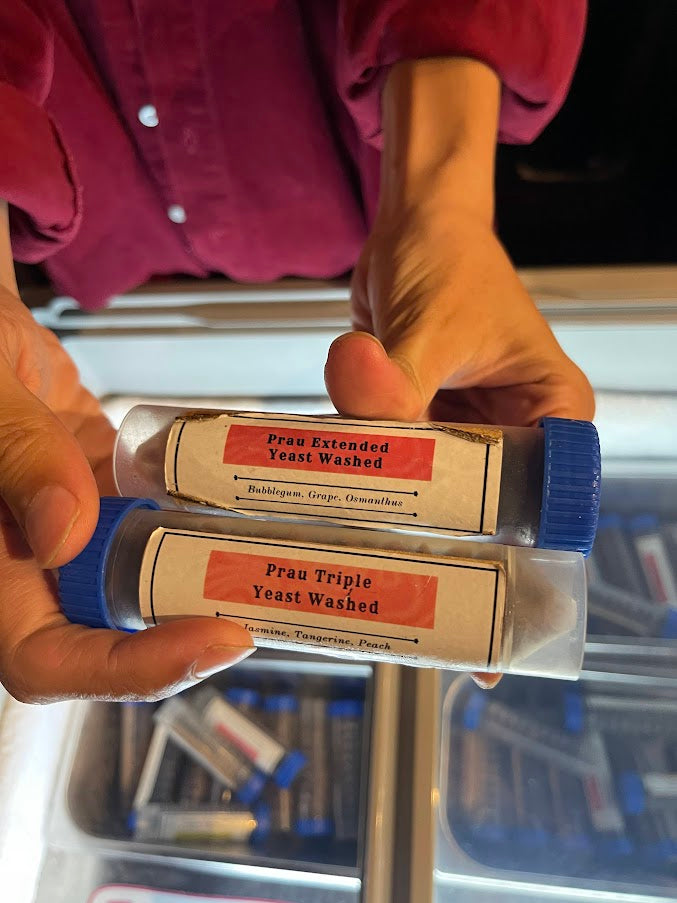 Prau Extended
Yeast Washed
Bubblegum, Grape, Osmanthus
Prau Triple
Yeast Washed
Jasmine, Tangerine, Peach